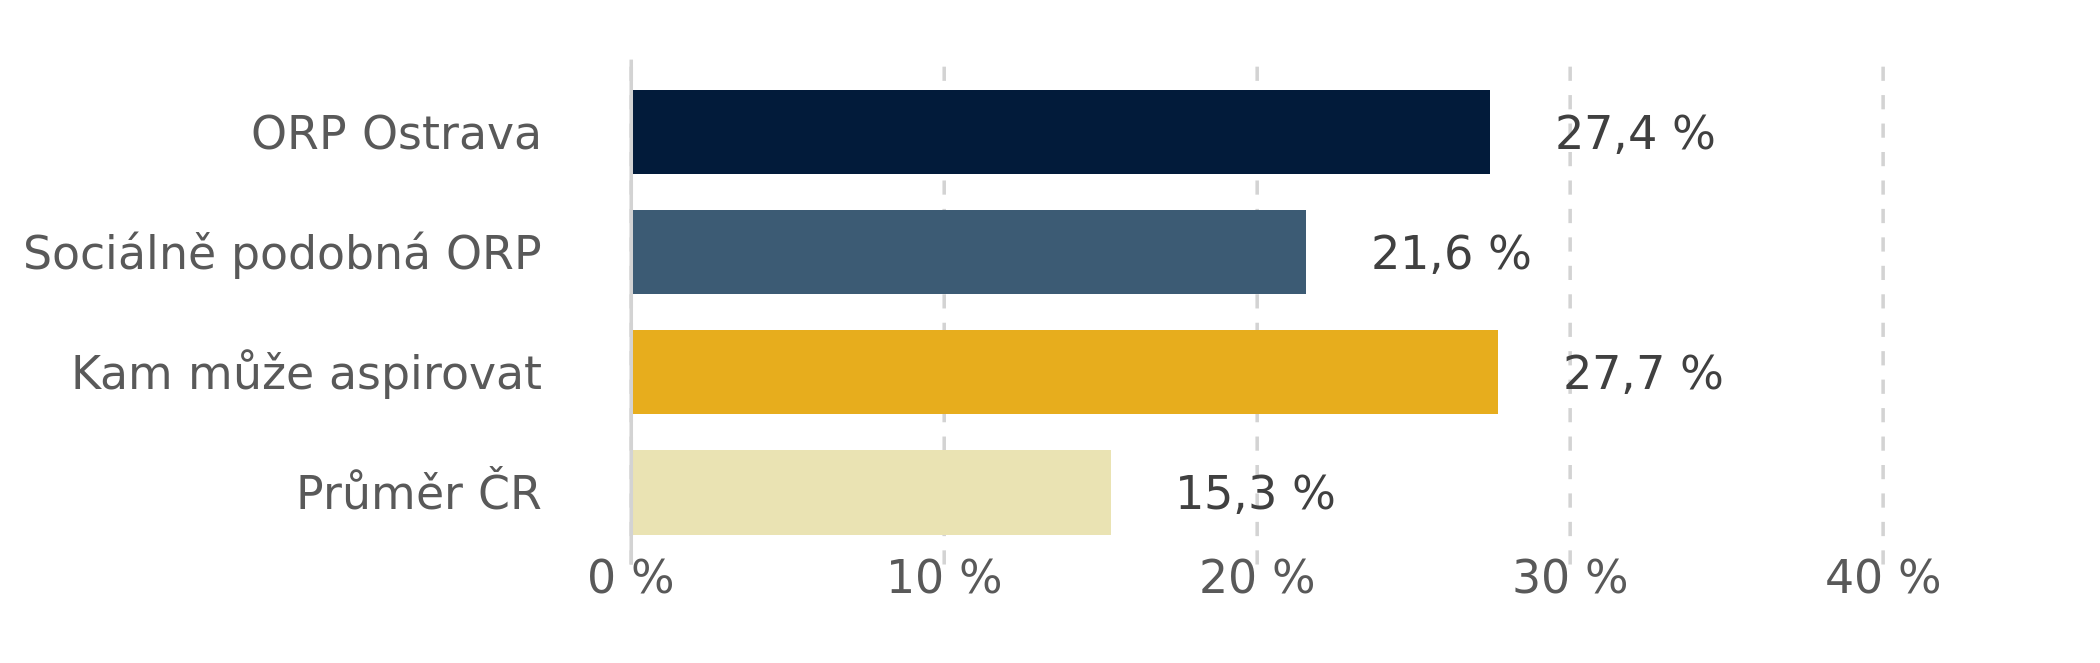 ORP Ostrava
27,4 %
Sociálně podobná ORP
21,6 %
Kam může aspirovat
27,7 %
Průměr ČR
15,3 %
0 % 10 % 20 % 30 % 40 %